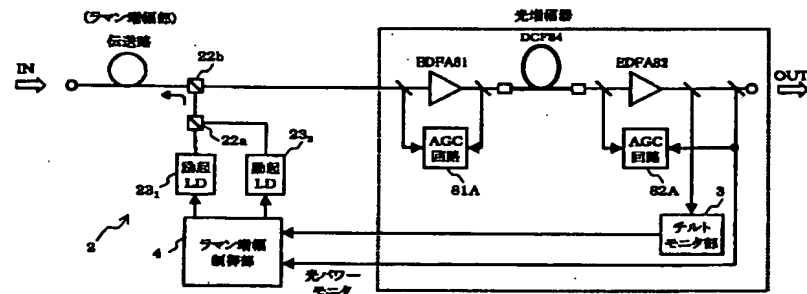 (ラマン増幅部)
伝送路
光増幅器
IN
22b
EDFA81
DCF84
EDFA82
OUT
22a
23₁
励起
LD
励起
LD
23₂
AGC
回路
81A
AGC
回路
82A
3
チルト
モニタ部
2
4
ラマン増幅
制御部
光パワー
モニタ